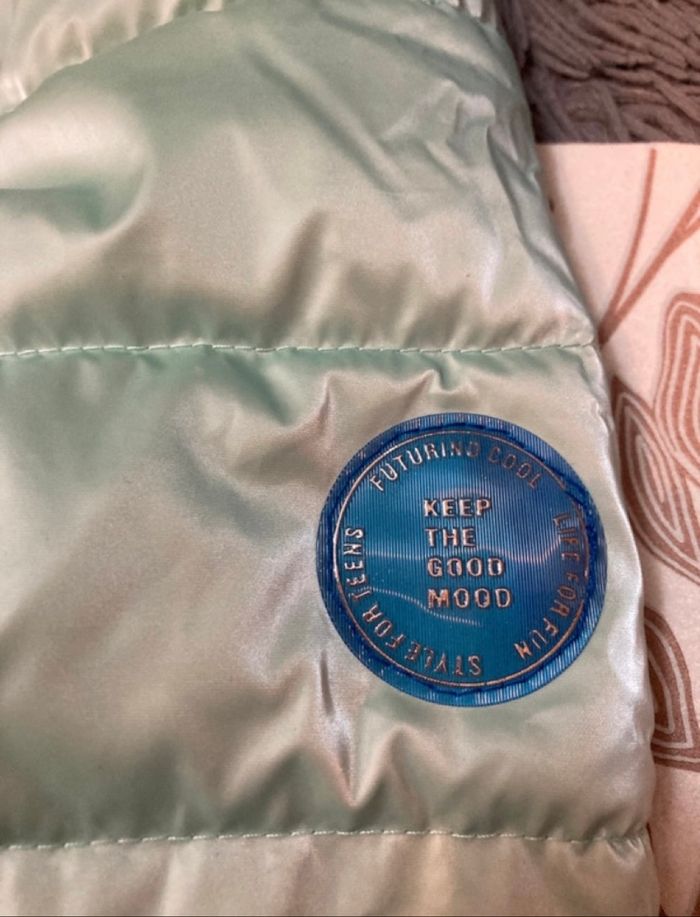 FUTURINO COOL
LIFE FOR FUN
STYLE FOR TEENS
KEEP
THE
GOOD
MOOD